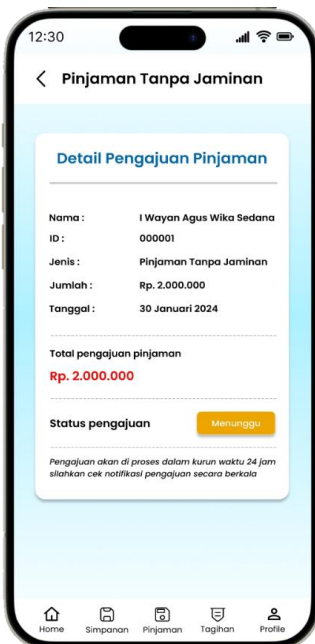 12:30
Pinjaman Tanpa Jaminan
Detail Pengajuan Pinjaman
Nama : I Wayan Agus Wika Sedana
ID : 000001
Jenis : Pinjaman Tanpa Jaminan
Jumlah : Rp. 2.000.000
Tanggal : 30 Januari 2024
Total pengajuan pinjaman
Rp. 2.000.000
Status pengajuan Menunggu
Pengajuan akan di proses dalam kurun waktu 24 jam
silahkan cek notifikasi pengajuan secara berkala
Home Simpanan Pinjaman Tagihan Profile